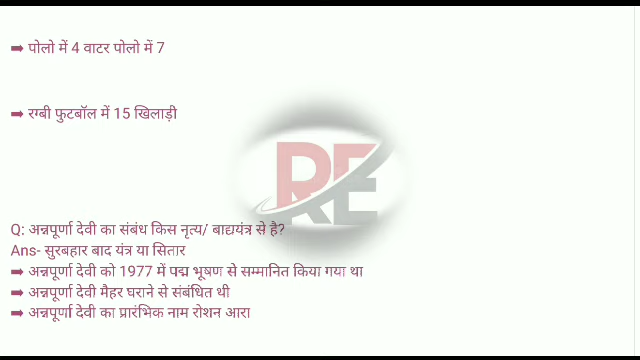 ➡ पोलो में 4 वाटर पोलो में 7
➡ रग्बी फुटबॉल में 15 खिलाड़ी
RE
Q: अन्नपूर्णा देवी का संबंध किस नृत्य/ बाद्ययंत्र से है?
Ans- सुरबहार बाद यंत्र या सितार
➡ अन्नपूर्णा देवी को 1977 में पद्म भूषण से सम्मानित किया गया था
➡ अन्नपूर्णा देवी मैहर घराने से संबंधित थी
➡ अन्नपूर्णा देवी का प्रारंभिक नाम रोशन आरा